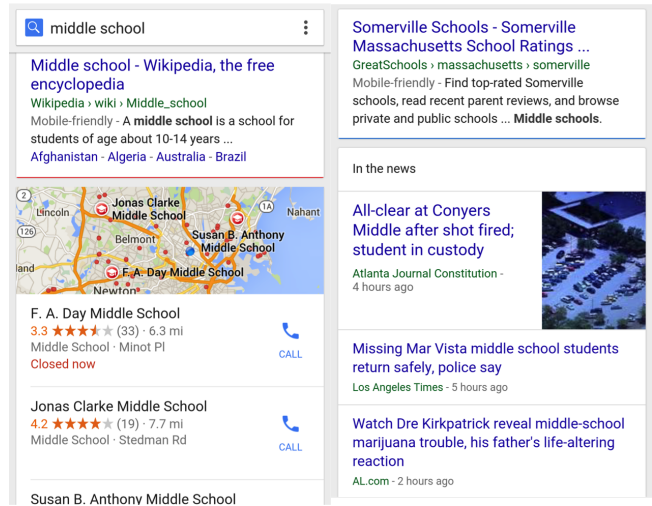 middle school
Middle school - Wikipedia, the free
encyclopedia
Wikipedia › wiki › Middle_school
Mobile-friendly - A middle school is a school for
students of age about 10-14 years ...
Afghanistan - Algeria - Australia - Brazil
2
Lincoln
126
Jonas Clarke
Middle School
1A
Nahant
Belmont
Susan B. Anthony
Middle School
land
F. A. Day Middle School
Newton
F. A. Day Middle School
3.3 (33) · 6.3 mi
Middle School · Minot Pl
Closed now
CALL
Jonas Clarke Middle School
4.2 (19) · 7.7 mi
Middle School · Stedman Rd
CALL
Susan B. Anthony Middle School
Somerville Schools - Somerville
Massachusetts School Ratings ...
GreatSchools › massachusetts › somerville
Mobile-friendly - Find top-rated Somerville
schools, read recent parent reviews, and browse
private and public schools ... Middle schools.
In the news
All-clear at Conyers
Middle after shot fired;
student in custody
Atlanta Journal Constitution -
4 hours ago
Missing Mar Vista middle school students
return safely, police say
Los Angeles Times - 5 hours ago
Watch Dre Kirkpatrick reveal middle-school
marijuana trouble, his father's life-altering
reaction
AL.com - 2 hours ago